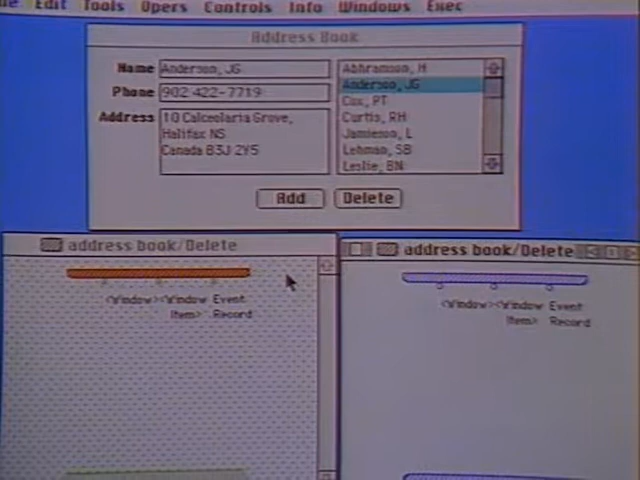 Edit Tools Opers Controls Info Windows Exec
Address Book
Name Anderson, JG
Phone 902 422-7719
Address 10 Calceolaria Grove,
Halifax NS
Canada B3J 2Y5
Abhramson, H
Anderson, JG
Cox, PT
Curtis, RH
Jamieson, L
Lehman, SB
Leslie, BN
Add Delete
address book/Delete
<Window><Window Event
Item> Record
address book/Delete
<Window><Window Event
Item> Record